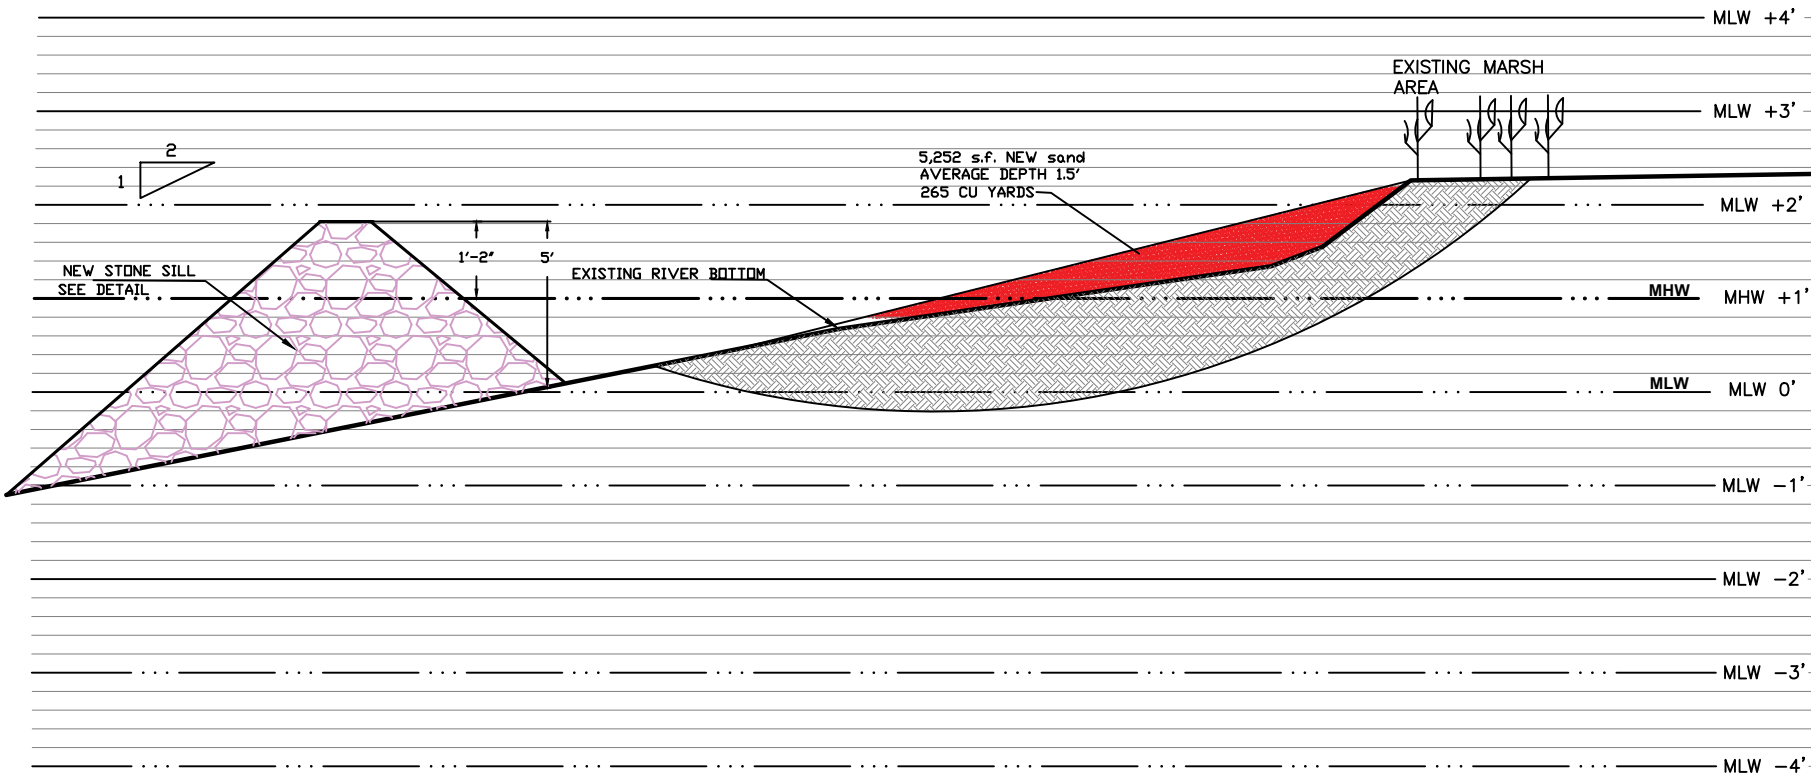 MLW +4'
EXISTING MARSH
AREA
MLW +3'
2
1
5,252 s.f. NEW sand
AVERAGE DEPTH 1.5'
265 CU YARDS
MLW +2'
1'-2"
5'
NEW STONE SILL
SEE DETAIL
EXISTING RIVER BOTTOM
MHW
MHW +1'
MLW
MLW 0'
MLW -1'
MLW -2'
MLW -3'
MLW -4'